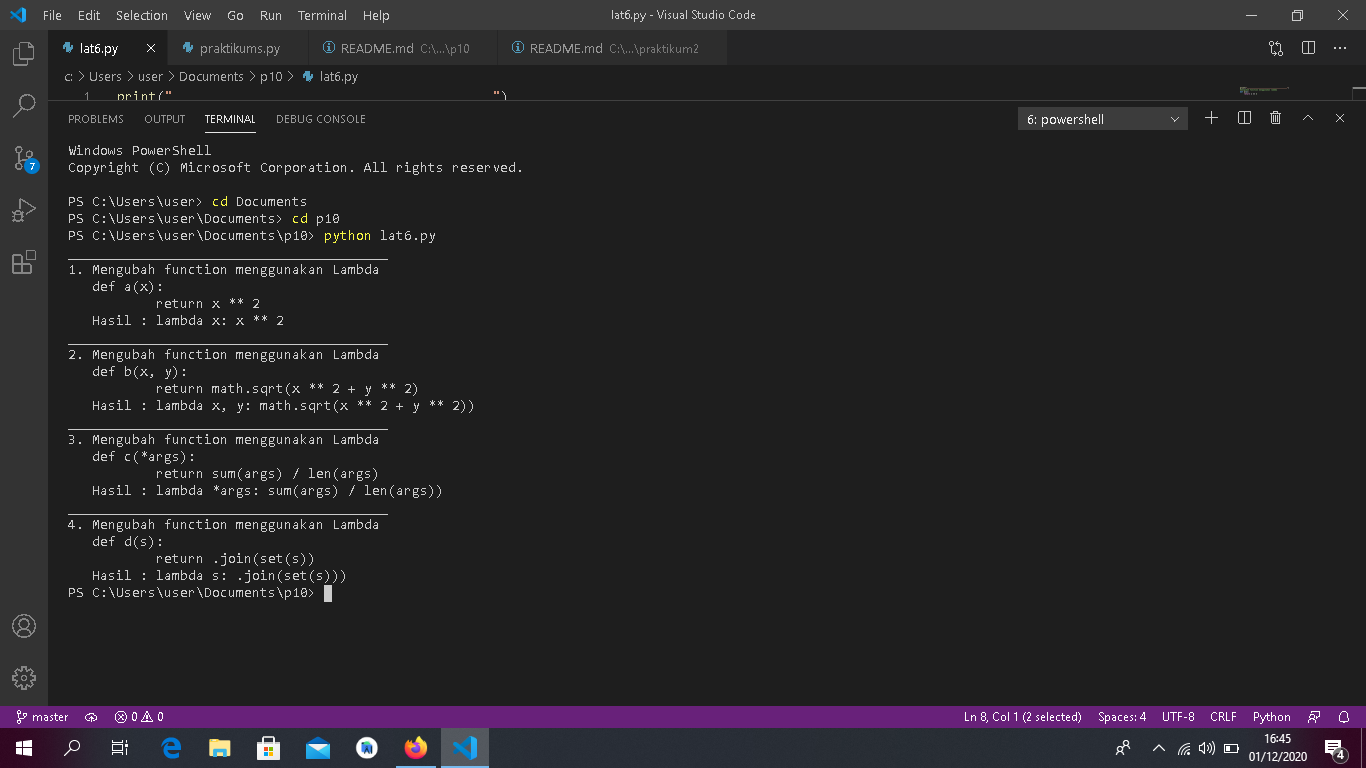 File Edit Selection View Go Run Terminal Help lat6.py - Visual Studio Code
lat6.py praktikums.py README.md C:\...\p10 README.md C:\...\praktikum2
c: > Users > user > Documents > p10 > lat6.py
1 print(" ")
PROBLEMS OUTPUT TERMINAL DEBUG CONSOLE 6: powershell
Windows PowerShell
Copyright (C) Microsoft Corporation. All rights reserved.
PS C:\Users\user> cd Documents
PS C:\Users\user\Documents> cd p10
PS C:\Users\user\Documents\p10> python lat6.py
________________________________________
1. Mengubah function menggunakan Lambda
def a(x):
return x ** 2
Hasil : lambda x: x ** 2
________________________________________
2. Mengubah function menggunakan Lambda
def b(x, y):
return math.sqrt(x ** 2 + y ** 2)
Hasil : lambda x, y: math.sqrt(x ** 2 + y ** 2))
________________________________________
3. Mengubah function menggunakan Lambda
def c(*args):
return sum(args) / len(args)
Hasil : lambda *args: sum(args) / len(args))
________________________________________
4. Mengubah function menggunakan Lambda
def d(s):
return .join(set(s))
Hasil : lambda s: .join(set(s)))
PS C:\Users\user\Documents\p10>
7
master 0 0 Ln 8, Col 1 (2 selected) Spaces: 4 UTF-8 CRLF Python
16:45
01/12/2020
4